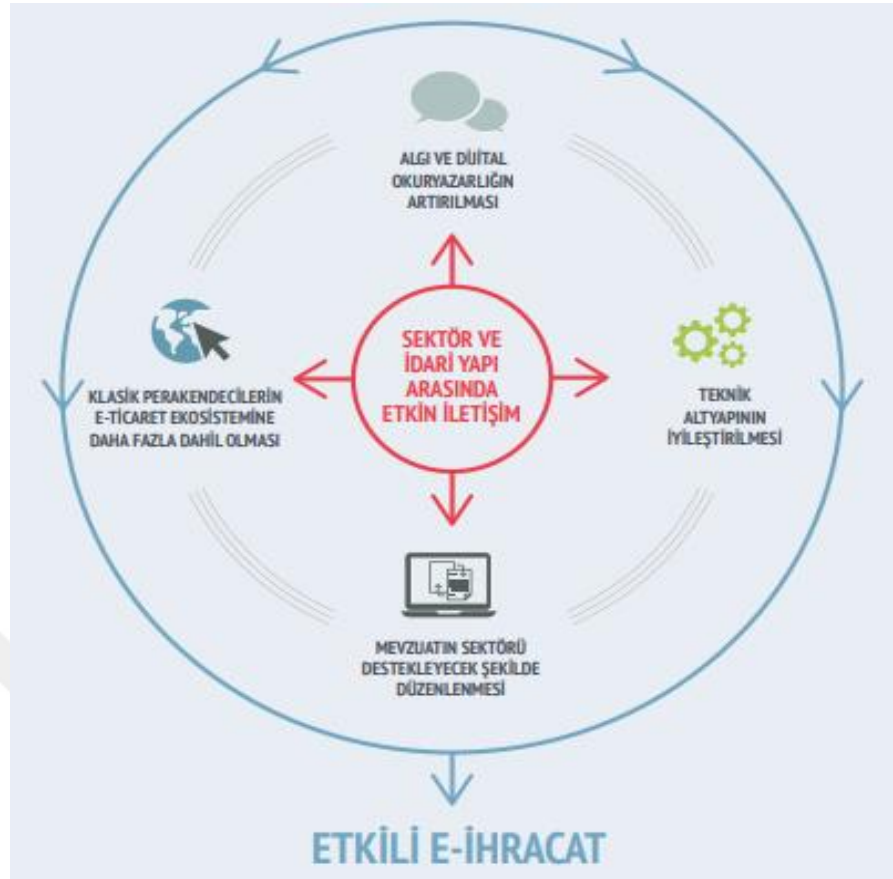 ALGI VE DİJİTAL
OKURYAZARLIĞIN
ARTIRILMASI
SEKTÖR VE
İDARİ YAPI
ARASINDA
ETKİN İLETİŞİM
KLASİK PERAKENDECİLERİN
E-TİCARET EKOSİSTEMİNE
DAHA FAZLA DAHİL OLMASI
TEKNİK
ALTYAPININ
İYİLEŞTİRİLMESİ
MEVZUATIN SEKTÖRÜ
DESTEKLEYECEK ŞEKİLDE
DÜZENLENMESİ
ETKİLİ E-İHRACAT